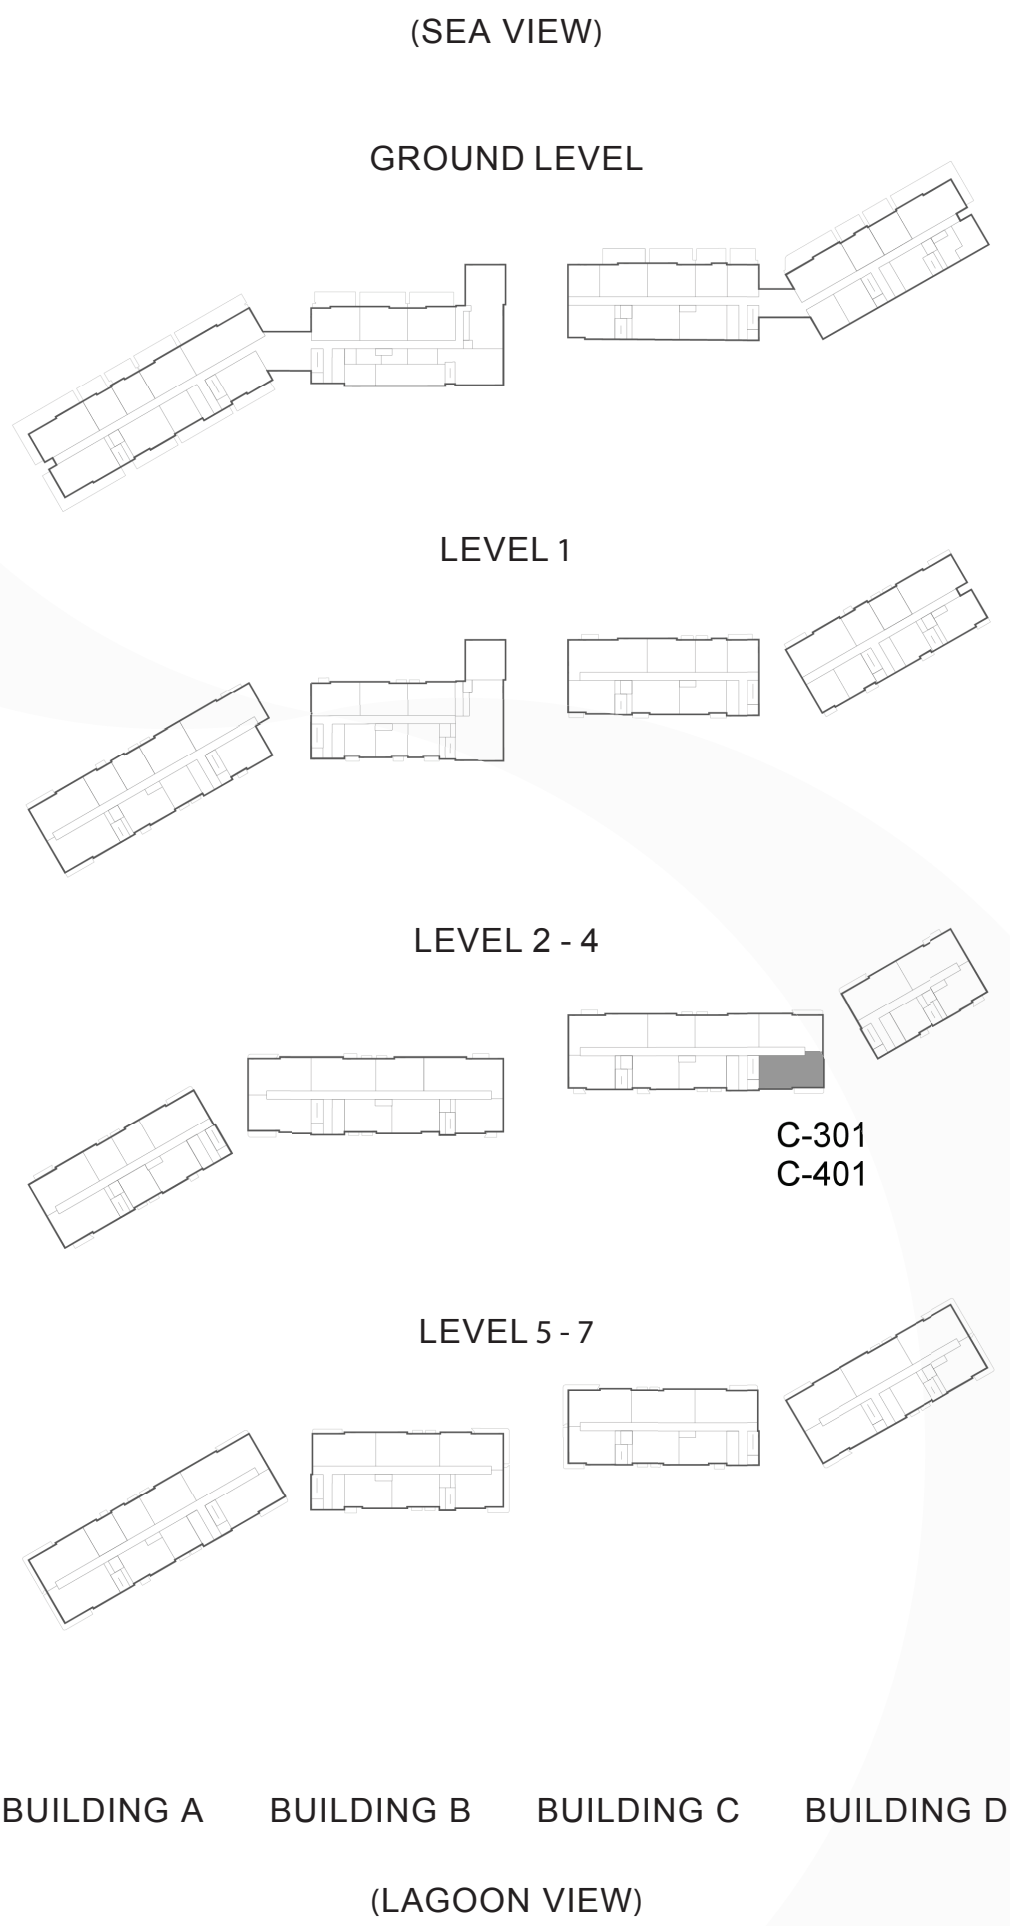 (SEA VIEW)
GROUND LEVEL
LEVEL 1
LEVEL 2 - 4
C-301
C-401
LEVEL 5 - 7
BUILDING A BUILDING B BUILDING C BUILDING D
(LAGOON VIEW)